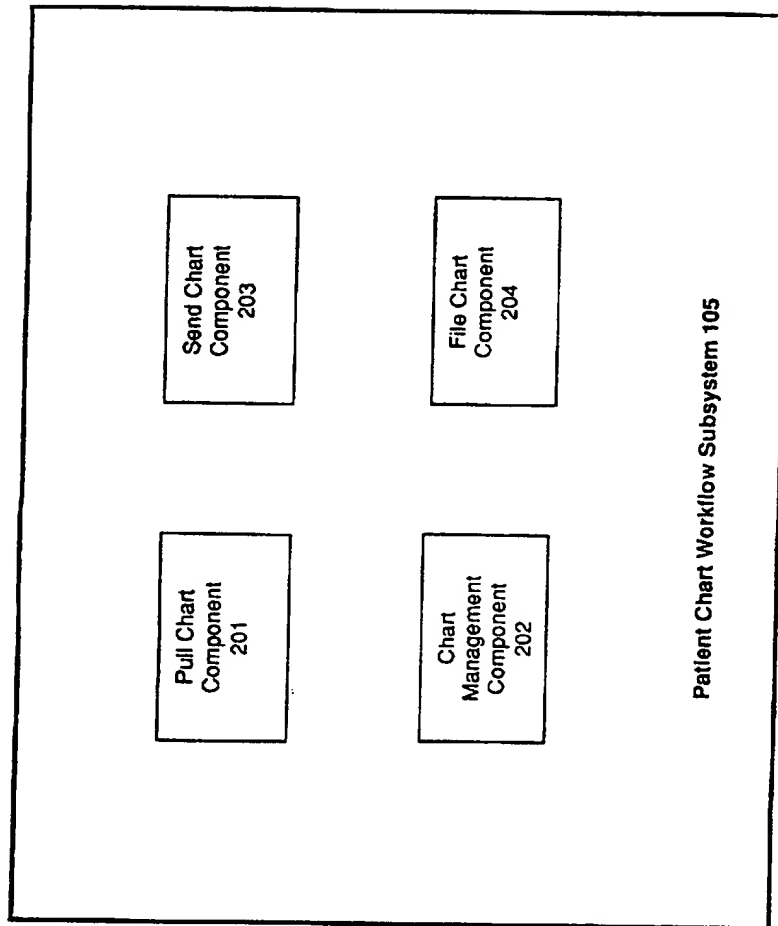 Pull Chart
Component
201
Send Chart
Component
203
Chart
Management
Component
202
File Chart
Component
204
Patient Chart Workflow Subsystem 105